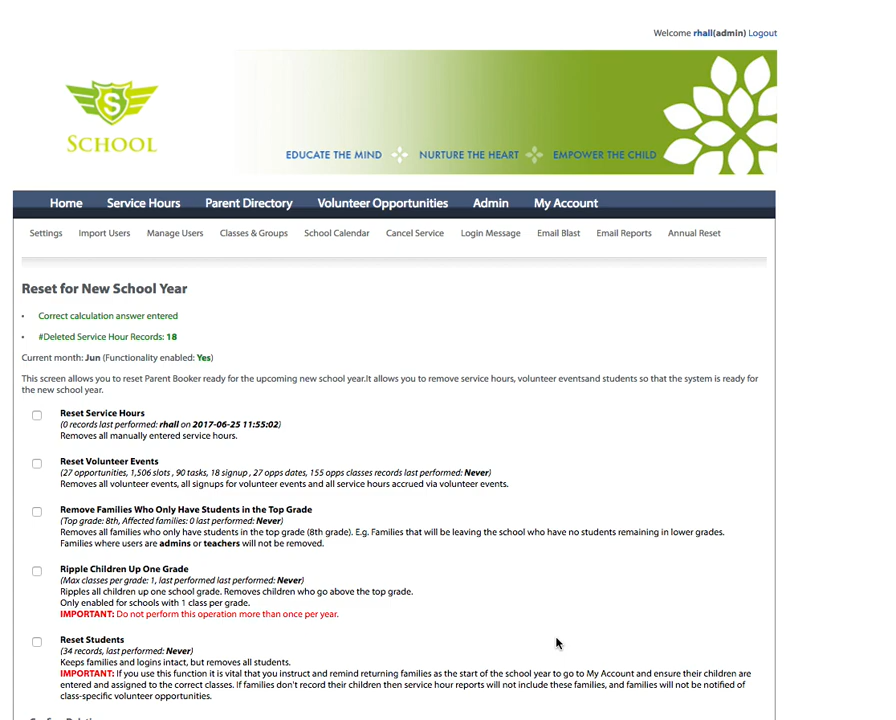 Welcome rhall(admin) Logout
S
SCHOOL
EDUCATE THE MIND NURTURE THE HEART EMPOWER THE CHILD
Home Service Hours Parent Directory Volunteer Opportunities Admin My Account
Settings Import Users Manage Users Classes & Groups School Calendar Cancel Service Login Message Email Blast Email Reports Annual Reset
Reset for New School Year
• Correct calculation answer entered
• #Deleted Service Hour Records: 18
Current month: Jun (Functionality enabled: Yes)
This screen allows you to reset Parent Booker ready for the upcoming new school year.It allows you to remove service hours, volunteer eventsand students so that the system is ready for
the new school year.
Reset Service Hours
(0 records last performed: rhall on 2017-06-25 11:55:02)
Removes all manually entered service hours.
Reset Volunteer Events
(27 opportunities, 1,506 slots , 90 tasks, 18 signup , 27 opps dates, 155 opps classes records last performed: Never)
Removes all volunteer events, all signups for volunteer events and all service hours accrued via volunteer events.
Remove Families Who Only Have Students in the Top Grade
(Top grade: 8th, Affected families: 0 last performed: Never)
Removes all families who only have students in the top grade (8th grade). E.g. Families that will be leaving the school who have no students remaining in lower grades.
Families where users are admins or teachers will not be removed.
Ripple Children Up One Grade
(Max classes per grade: 1, last performed last performed: Never)
Ripples all children up one school grade. Removes children who go above the top grade.
Only enabled for schools with 1 class per grade.
IMPORTANT: Do not perform this operation more than once per year.
Reset Students
(34 records, last performed: Never)
Keeps families and logins intact, but removes all students.
IMPORTANT: If you use this function it is vital that you instruct and remind returning families as the start of the school year to go to My Account and ensure their children are
entered and assigned to the correct classes. If families don't record their children then service hour reports will not include these families, and families will not be notified of
class-specific volunteer opportunities.